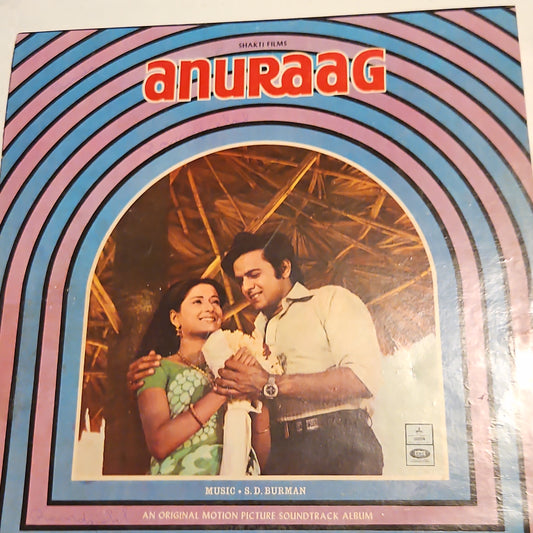 SHAKTI FILMS
anuraag
MUSIC • S.D. BURMAN
AN ORIGINAL MOTION PICTURE SOUNDTRACK ALBUM